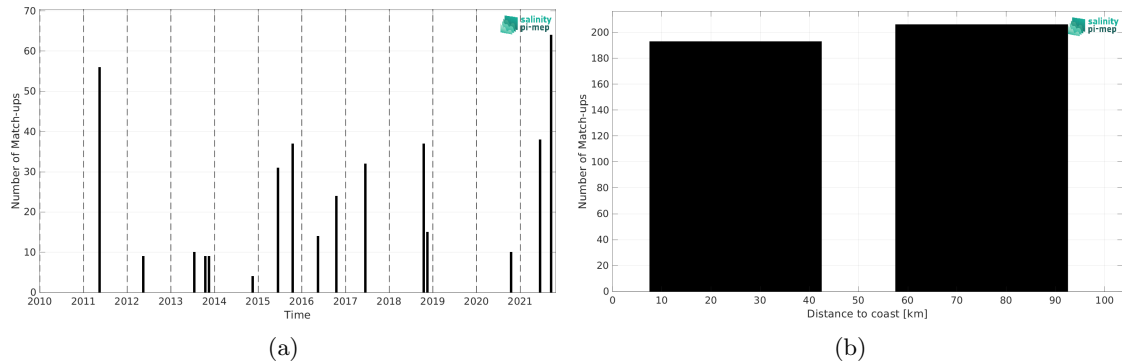 70
60
50
40
30
20
10
0
Number of Match-ups
2010 2011 2012 2013 2014 2015 2016 2017 2018 2019 2020 2021
Time
salinity
pi-mep
(a)
200
180
160
140
120
100
80
60
40
20
0
Number of Match-ups
0 10 20 30 40 50 60 70 80 90 100
Distance to coast [km]
salinity
pi-mep
(b)